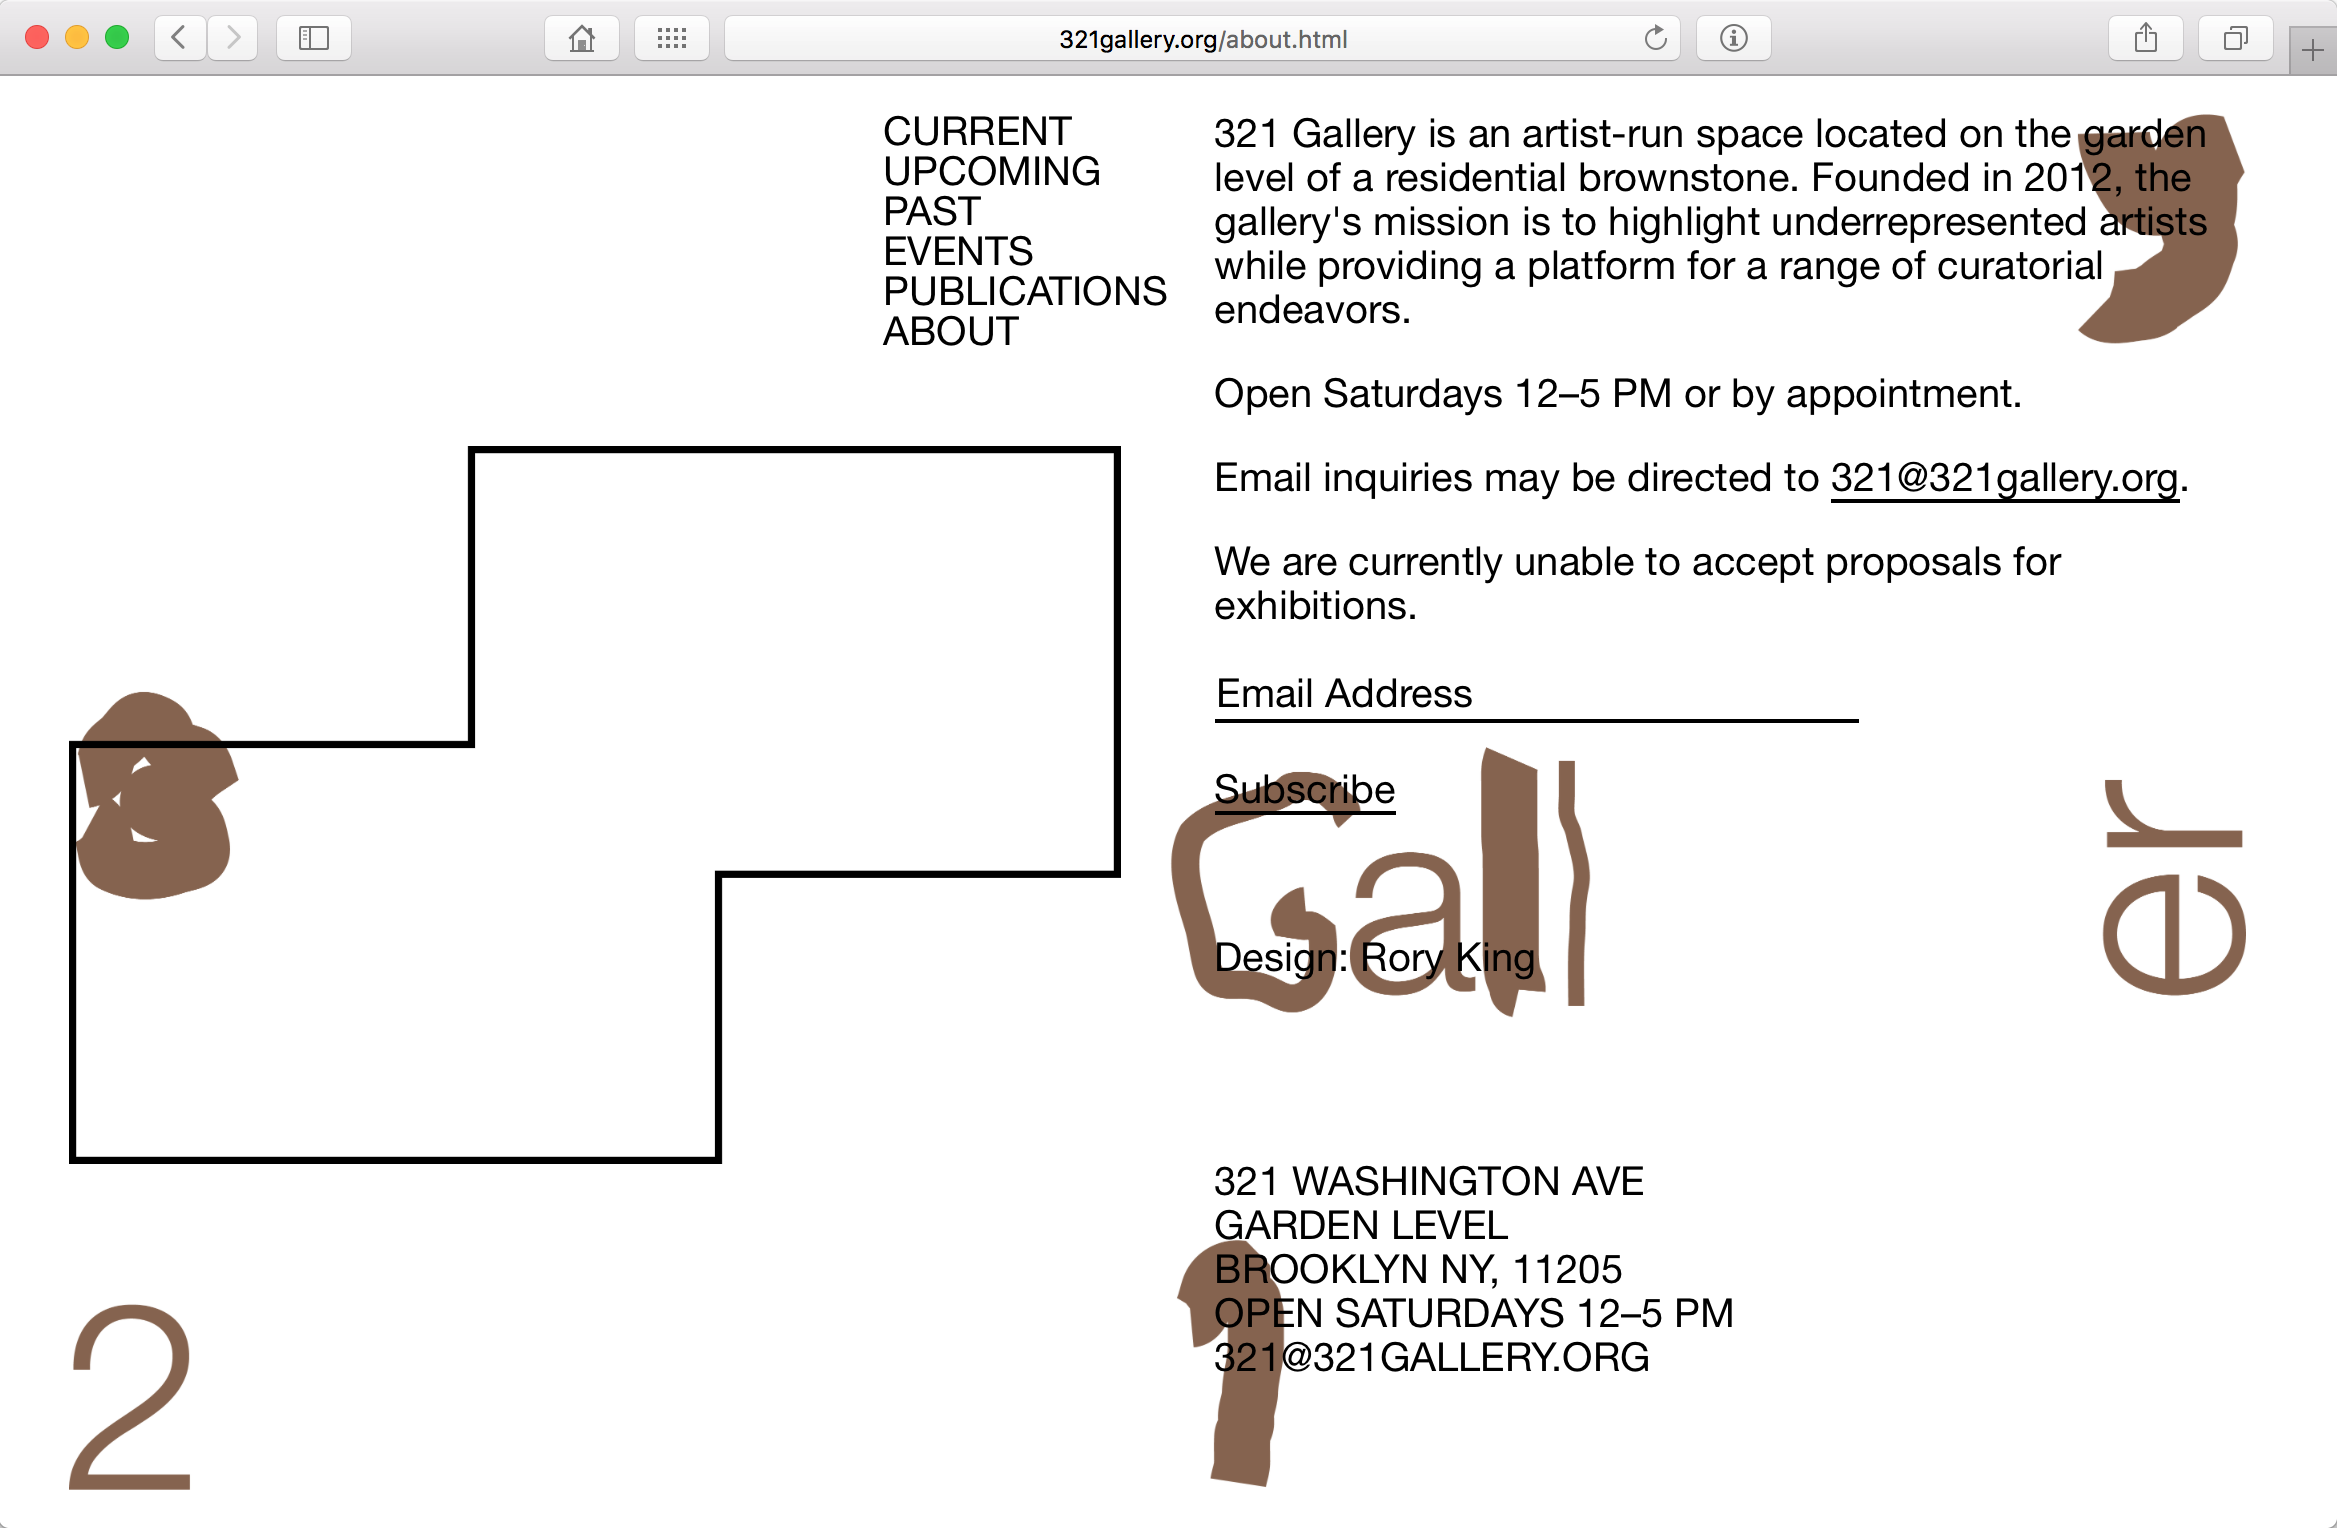 321gallery.org/about.html
CURRENT
UPCOMING
PAST
EVENTS
PUBLICATIONS
ABOUT
321 Gallery is an artist-run space located on the garden
level of a residential brownstone. Founded in 2012, the
gallery's mission is to highlight underrepresented artists
while providing a platform for a range of curatorial
endeavors.
Open Saturdays 12–5 PM or by appointment.
Email inquiries may be directed to 321@321gallery.org.
We are currently unable to accept proposals for
exhibitions.
Email Address
Subscribe
Design: Rory King
321 WASHINGTON AVE
GARDEN LEVEL
BROOKLYN NY, 11205
OPEN SATURDAYS 12–5 PM
321@321GALLERY.ORG
3
2
1
Gall
er